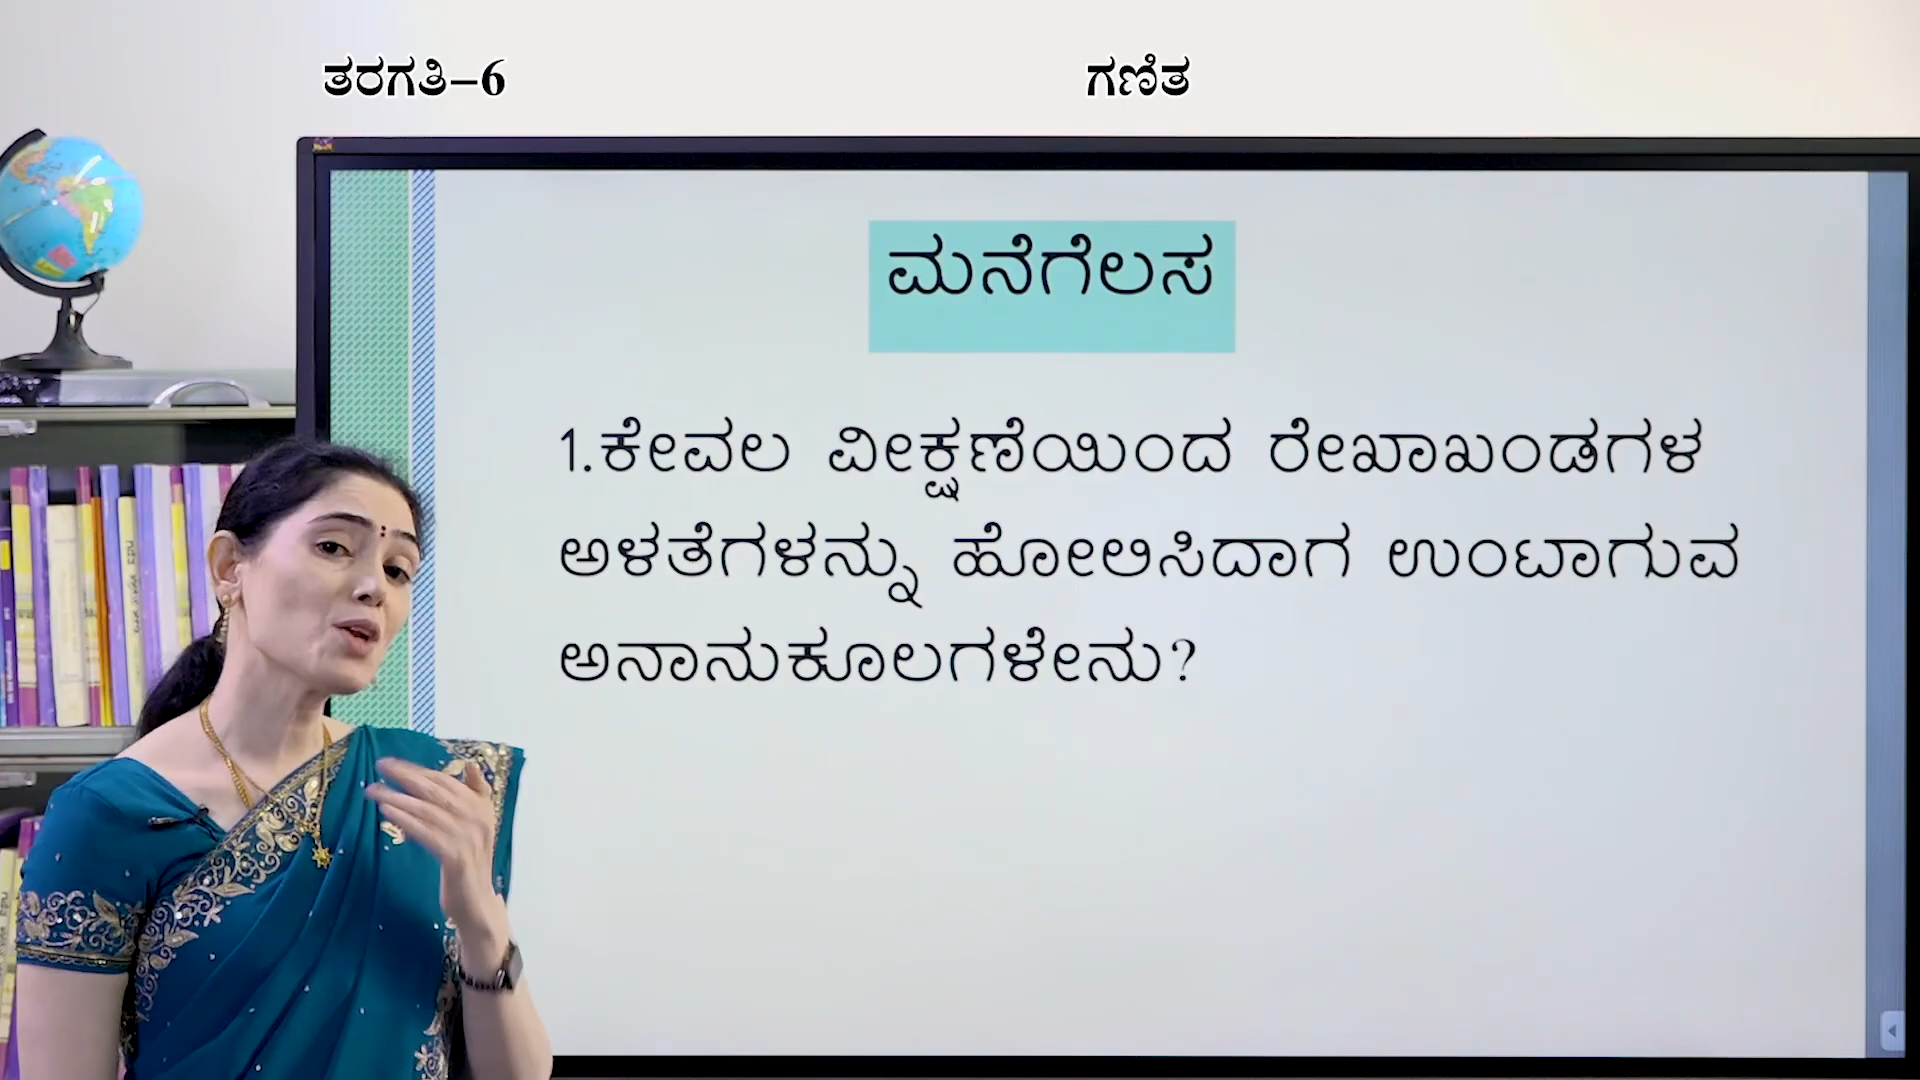 ತರಗತಿ–6
ಗಣಿತ
ಮನೆಗೆಲಸ
1.ಕೇವಲ ವೀಕ್ಷಣೆಯಿಂದ ರೇಖಾಖಂಡಗಳ
ಅಳತೆಗಳನ್ನು ಹೋಲಿಸಿದಾಗ ಉಂಟಾಗುವ
ಅನಾನುಕೂಲಗಳೇನು?